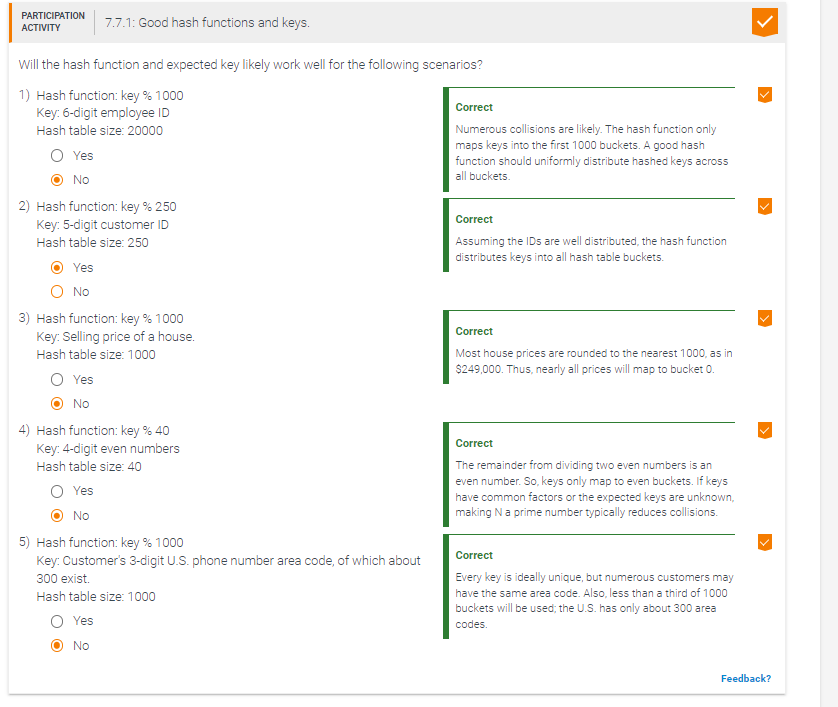 PARTICIPATION
ACTIVITY
7.7.1: Good hash functions and keys.
Will the hash function and expected key likely work well for the following scenarios?
1) Hash function: key % 1000
Key: 6-digit employee ID
Hash table size: 20000
Yes
No
Correct
Numerous collisions are likely. The hash function only
maps keys into the first 1000 buckets. A good hash
function should uniformly distribute hashed keys across
all buckets.
2) Hash function: key % 250
Key: 5-digit customer ID
Hash table size: 250
Yes
No
Correct
Assuming the IDs are well distributed, the hash function
distributes keys into all hash table buckets.
3) Hash function: key % 1000
Key: Selling price of a house.
Hash table size: 1000
Yes
No
Correct
Most house prices are rounded to the nearest 1000, as in
$249,000. Thus, nearly all prices will map to bucket 0.
4) Hash function: key % 40
Key: 4-digit even numbers
Hash table size: 40
Yes
No
Correct
The remainder from dividing two even numbers is an
even number. So, keys only map to even buckets. If keys
have common factors or the expected keys are unknown,
making N a prime number typically reduces collisions.
5) Hash function: key % 1000
Key: Customer's 3-digit U.S. phone number area code, of which about
300 exist.
Hash table size: 1000
Yes
No
Correct
Every key is ideally unique, but numerous customers may
have the same area code. Also, less than a third of 1000
buckets will be used; the U.S. has only about 300 area
codes.
Feedback?